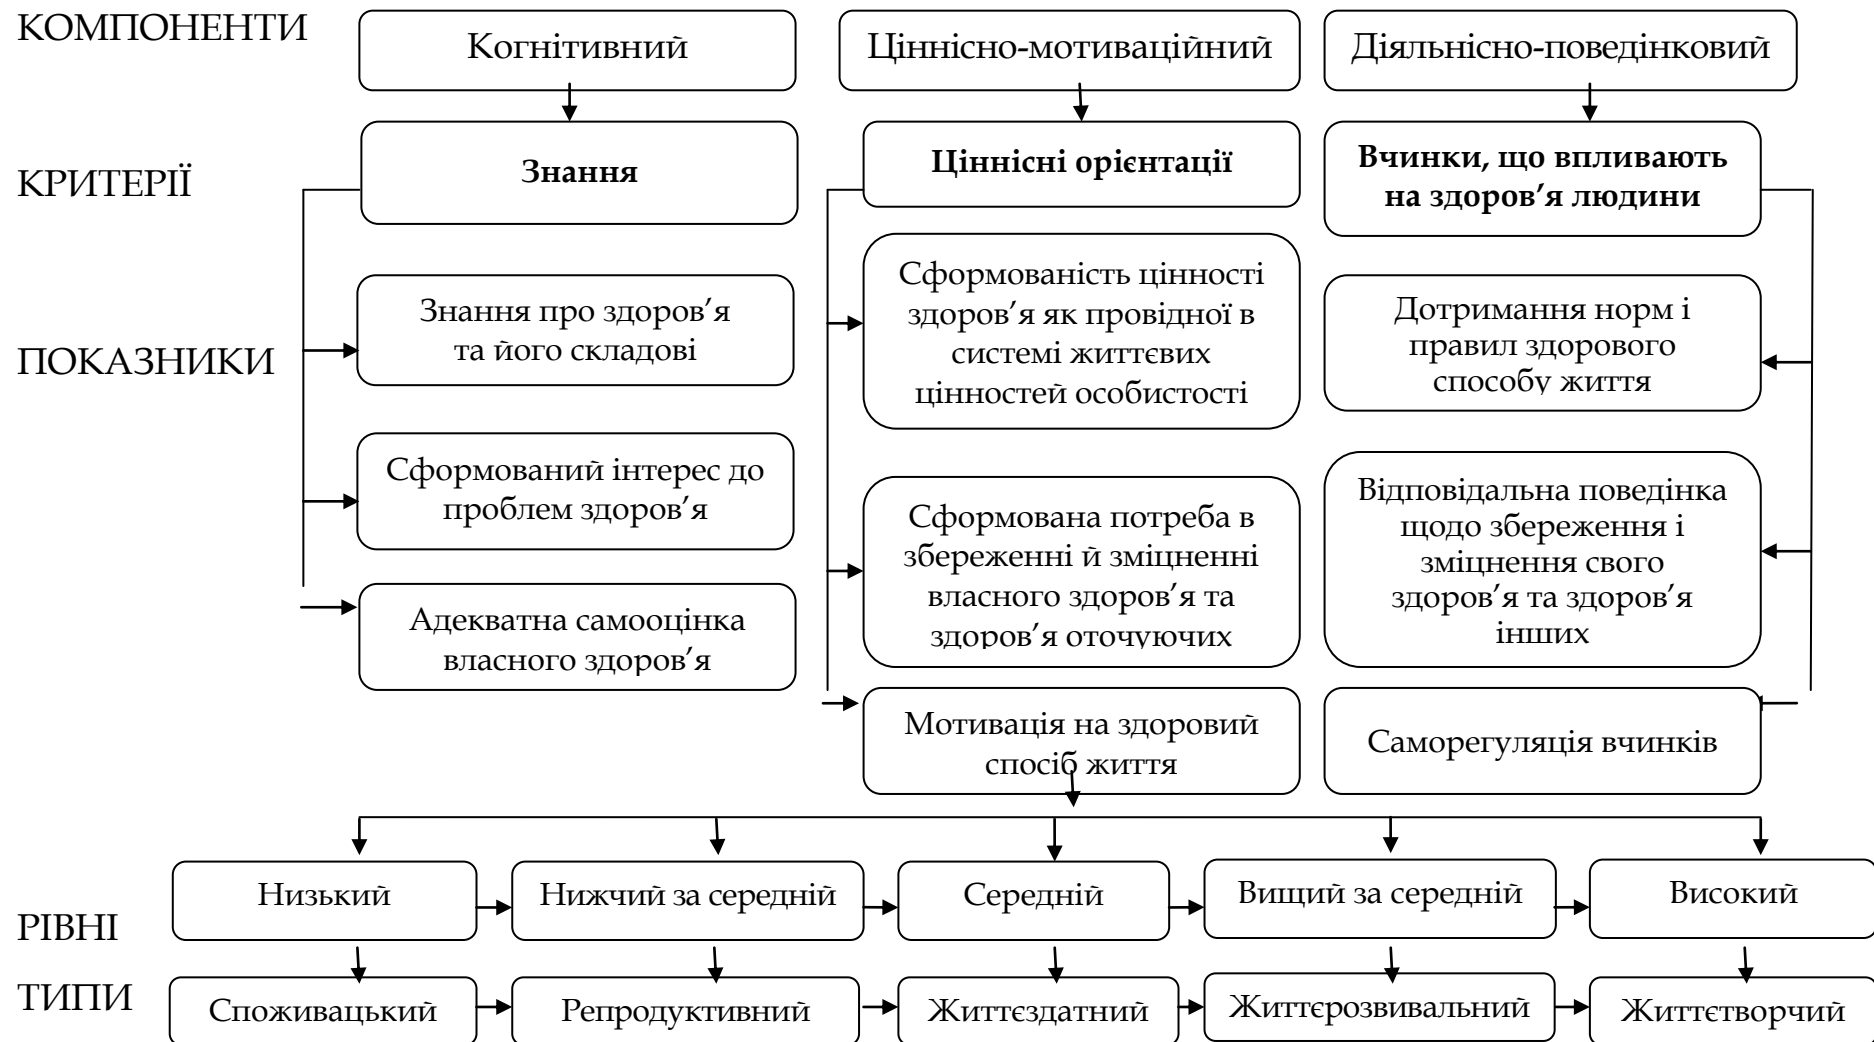 КОМПОНЕНТИ
Когнітивний
Ціннісно-мотиваційний
Діяльнісно-поведінковий
КРИТЕРІЇ
Знання
Ціннісні орієнтації
Вчинки, що впливають
на здоров’я людини
ПОКАЗНИКИ
Знання про здоров’я
та його складові
Сформований інтерес до
проблем здоров’я
Адекватна самооцінка
власного здоров’я
Сформованість цінності
здоров’я як провідної в
системі життєвих
цінностей особистості
Сформована потреба в
збереженні й зміцненні
власного здоров’я та
здоров’я оточуючих
Мотивація на здоровий
спосіб життя
Дотримання норм і
правил здорового
способу життя
Відповідальна поведінка
щодо збереження і
зміцнення свого
здоров’я та здоров’я
інших
Саморегуляція вчинків
РІВНІ
Низький
Нижчий за середній
Середній
Вищий за середній
Високий
ТИПИ
Споживацький
Репродуктивний
Життєздатний
Життєрозвивальний
Життєтворчий